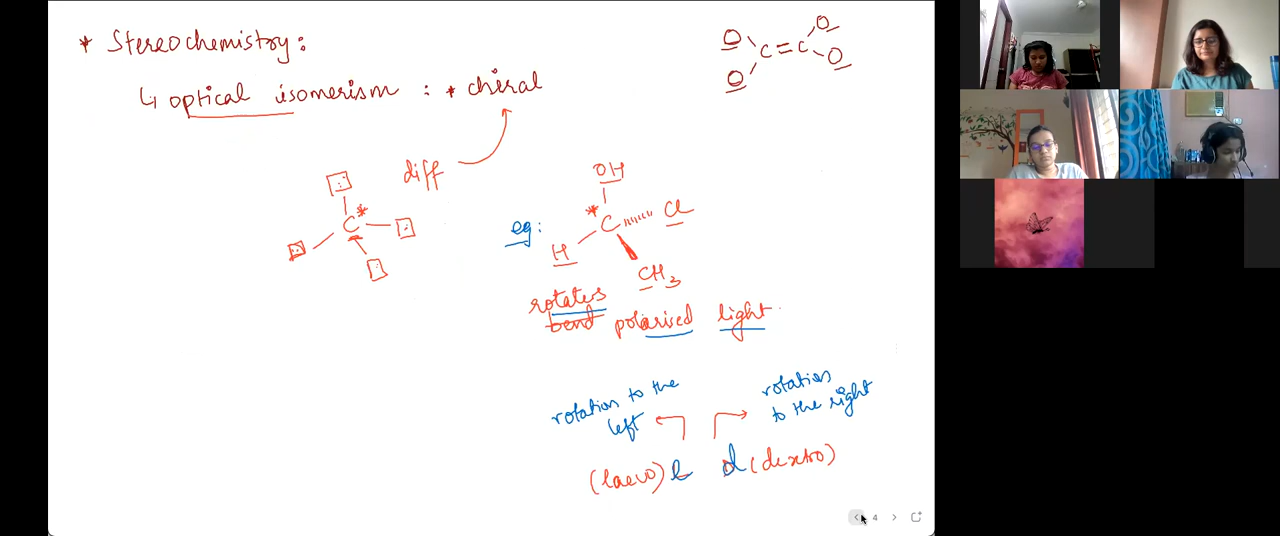 * Stereochemistry:
↳ optical isomerism : * chiral
C = C
diff
C*
eg:
OH
* C
Cl
H
CH3
rotates
bend polarised light
rotation to the left
rotation to the right
(laevo) l
d (dextro)
4